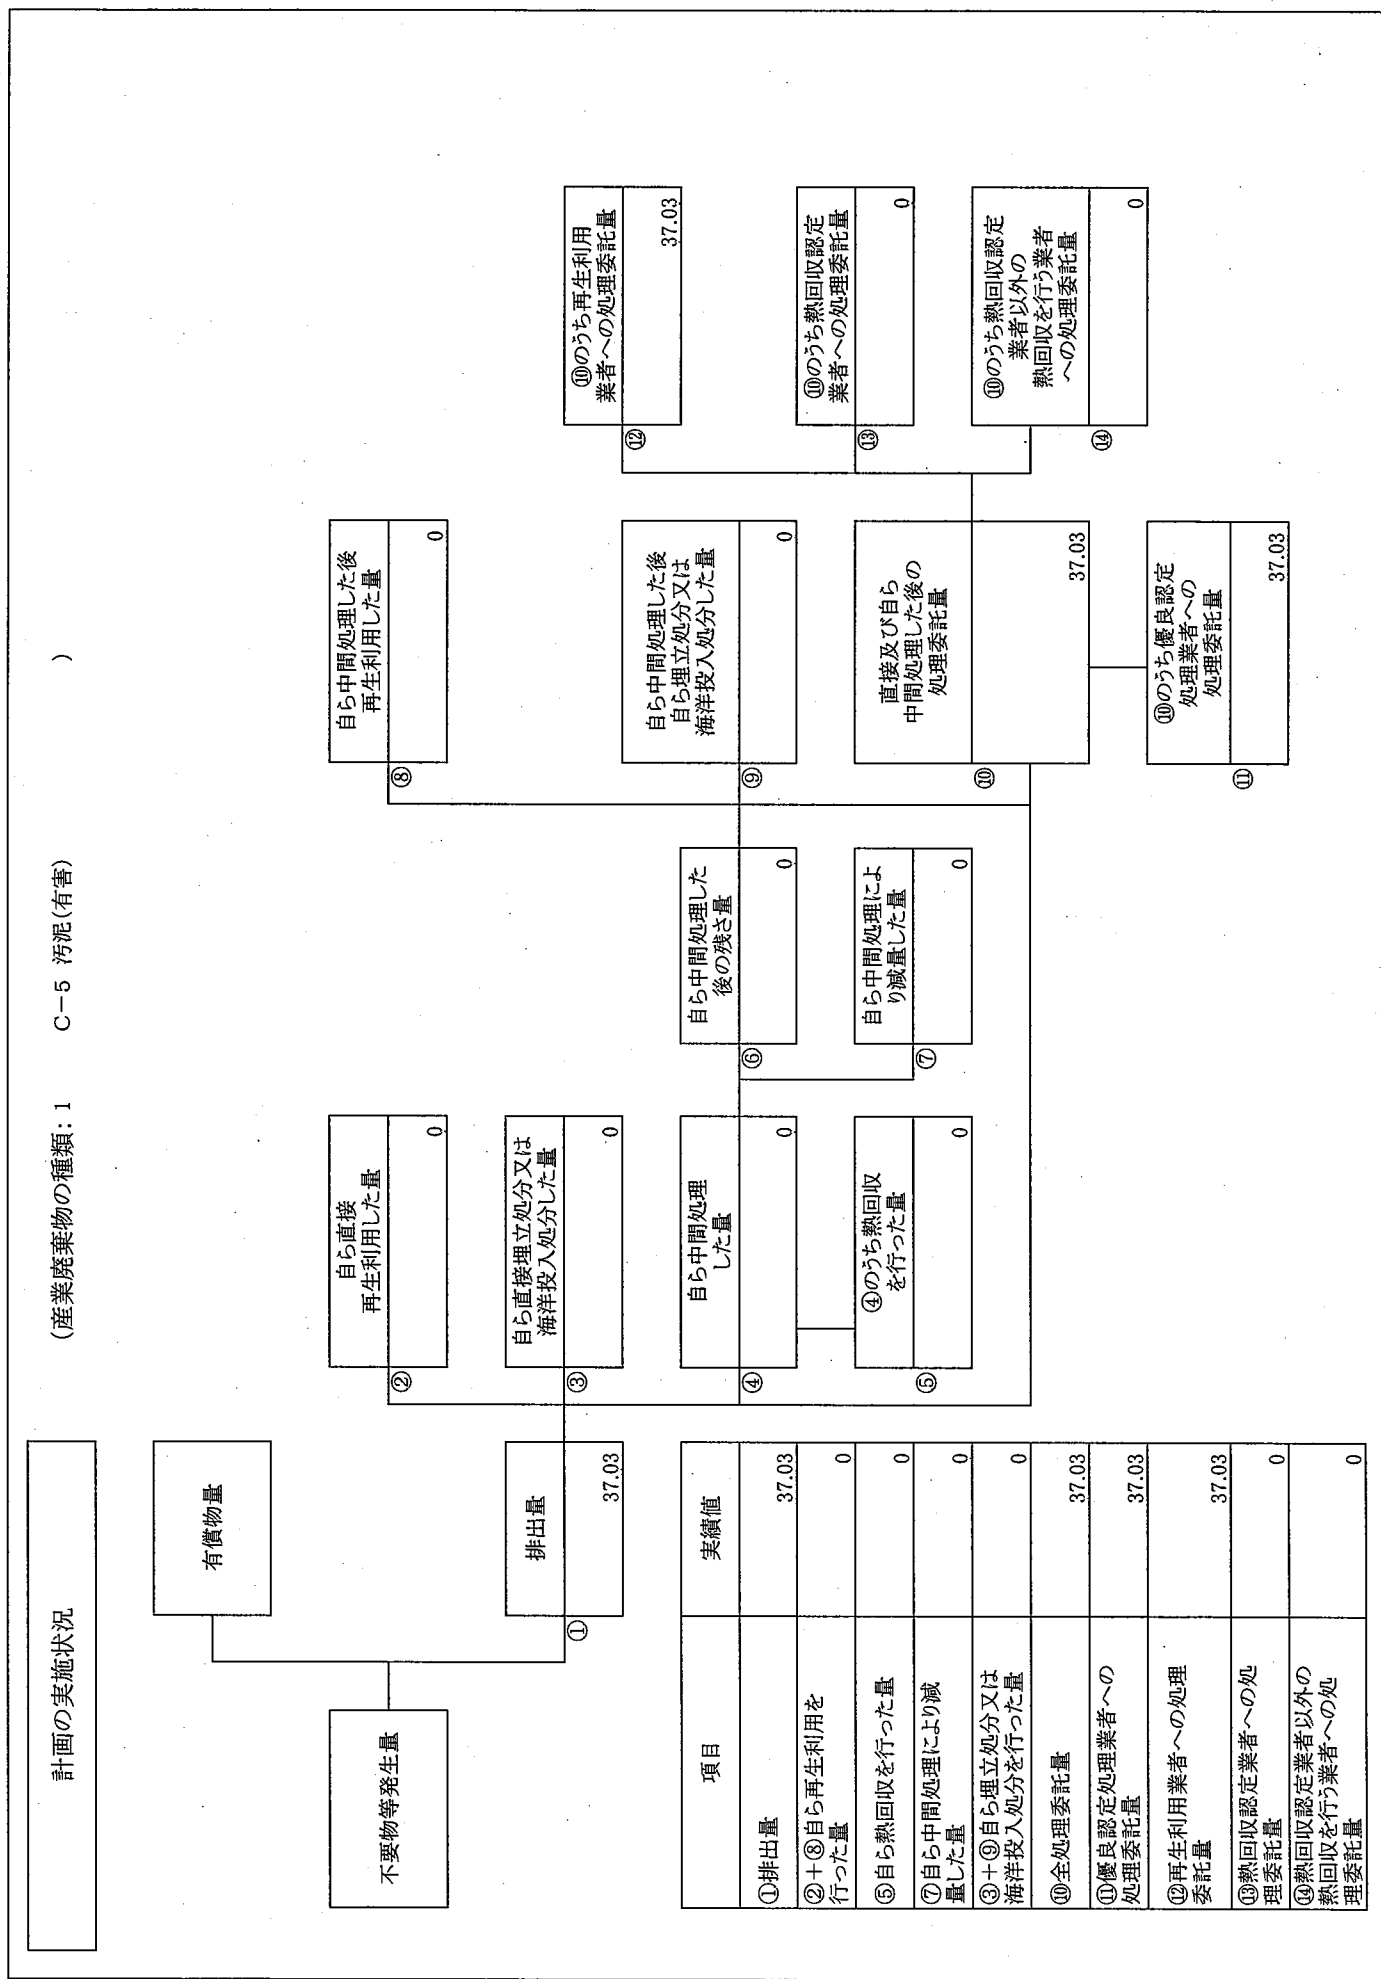 計画の実施状況
(産業廃棄物の種類：1　C－5 汚泥(有害)　)
不要物等発生量
有償物量
①
排出量
37.03
②
自ら直接
再生利用した量
0
③
自ら直接埋立処分又は
海洋投入処分した量
0
④
自ら中間処理
した量
0
⑤
④のうち熱回収
を行った量
0
⑥
自ら中間処理した
後の残さ量
0
⑦
自ら中間処理によ
り減量した量
0
⑧
自ら中間処理した後
再生利用した量
0
⑨
自ら中間処理した後
自ら埋立処分又は
海洋投入処分した量
0
⑩
直接及び自ら
中間処理した後の
処理委託量
37.03
⑪
⑩のうち優良認定
処理業者への
処理委託量
37.03
⑫
⑩のうち再生利用
業者への処理委託量
37.03
⑬
⑩のうち熱回収認定
業者への処理委託量
0
⑭
⑩のうち熱回収認定
業者以外の
熱回収を行う業者
への処理委託量
0
項目　実績値
①排出量　37.03
②＋⑧自ら再生利用を
行った量　0
⑤自ら熱回収を行った量　0
⑦自ら中間処理により減
量した量　0
③＋⑨自ら埋立処分又は
海洋投入処分を行った量　0
⑩全処理委託量　37.03
⑪優良認定処理業者への
処理委託量　37.03
⑫再生利用業者への処理
委託量　37.03
⑬熱回収認定業者への処
理委託量　0
⑭熱回収認定業者以外の
熱回収を行う業者への処
理委託量　0